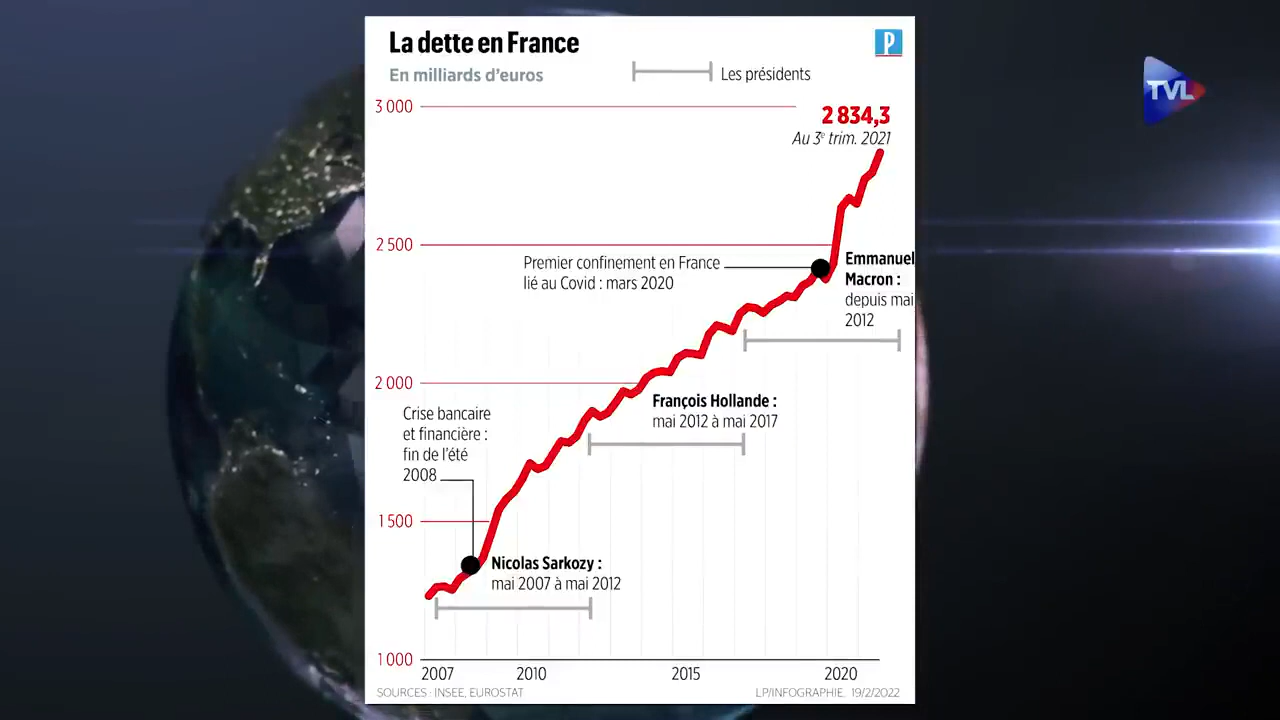 La dette en France
P
En milliards d'euros
Les présidents
TVL
3 000
2 834,3
Au 3e trim. 2021
2 500
Premier confinement en France
lié au Covid : mars 2020
Emmanuel
Macron :
depuis mai
2012
2 000
François Hollande :
mai 2012 à mai 2017
Crise bancaire
et financière :
fin de l'été
2008
1 500
Nicolas Sarkozy :
mai 2007 à mai 2012
1 000
2007 2010 2015 2020
SOURCES : INSEE, EUROSTAT
LP/INFOGRAPHIE. 19/2/2022